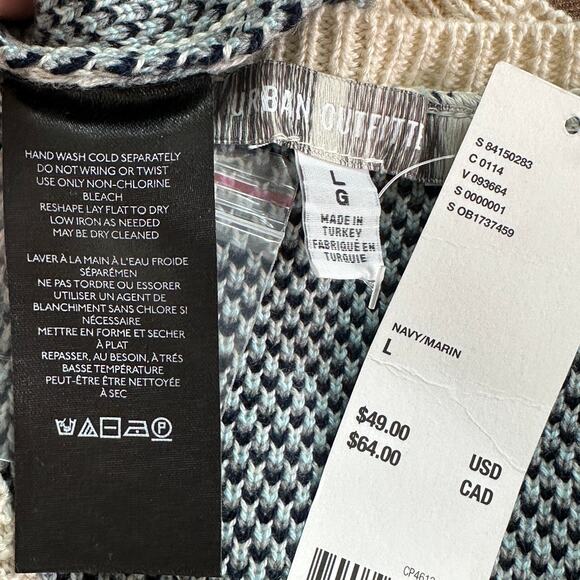 URBAN OUTFITT
HAND WASH COLD SEPARATELY
DO NOT WRING OR TWIST
USE ONLY NON-CHLORINE
BLEACH
RESHAPE LAY FLAT TO DRY
LOW IRON AS NEEDED
MAY BE DRY CLEANED
LAVER À LA MAIN À L'EAU FROIDE
SÉPARÉMEN
NE PAS TORDRE OU ESSORER
UTILISER UN AGENT DE
BLANCHIMENT SANS CHLORE SI
NÉCESSAIRE
METTRE EN FORME ET SECHER
À PLAT
REPASSER, AU BESOIN, À TRÉS
BASSE TEMPÉRATURE
PEUT-ÊTRE ÊTRE NETTOYÉE
À SEC
P
L
G
MADE IN
TURKEY
FABRIQUÉ EN
TURQUIE
S 84150283
C 0114
V 093664
S 0000001
S OB1737459
NAVY/MARIN
L
$49.00 USD
$64.00 CAD